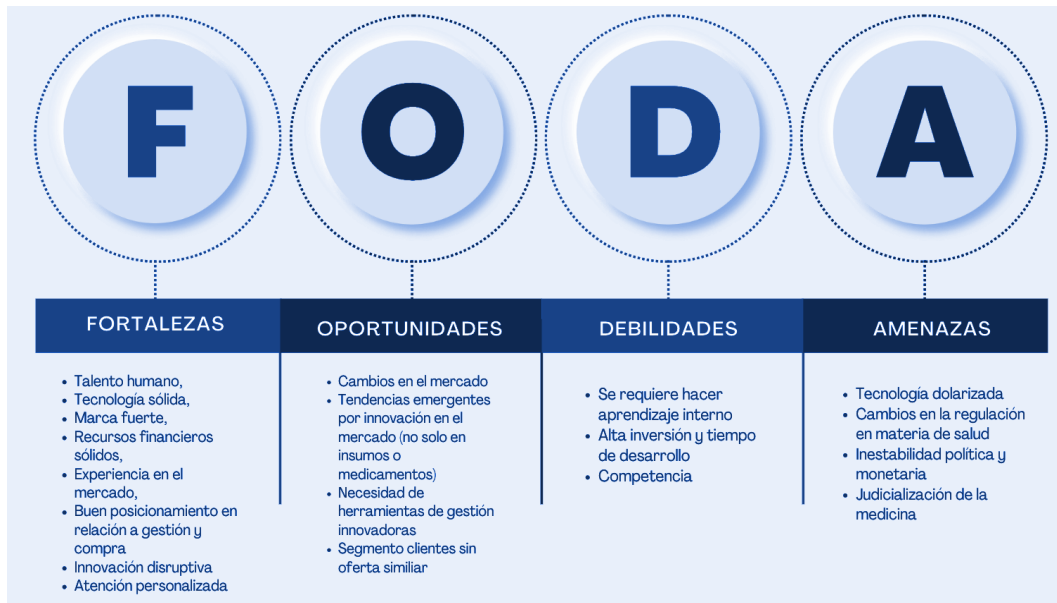 F
O
D
A
FORTALEZAS
OPORTUNIDADES
DEBILIDADES
AMENAZAS
Talento humano,
Tecnología sólida,
Marca fuerte,
Recursos financieros
sólidos,
Experiencia en el
mercado,
Buen posicionamiento en
relación a gestión y
compra
Innovación disruptiva
Atención personalizada
Cambios en el mercado
Tendencias emergentes
por innovación en el
mercado (no solo en
insumos o
medicamentos)
Necesidad de
herramientas de gestión
innovadoras
Segmento clientes sin
oferta similiar
Se requiere hacer
aprendizaje interno
Alta inversión y tiempo
de desarrollo
Competencia
Tecnología dolarizada
Cambios en la regulación
en materia de salud
Inestabilidad política y
monetaria
Judicialización de la
medicina